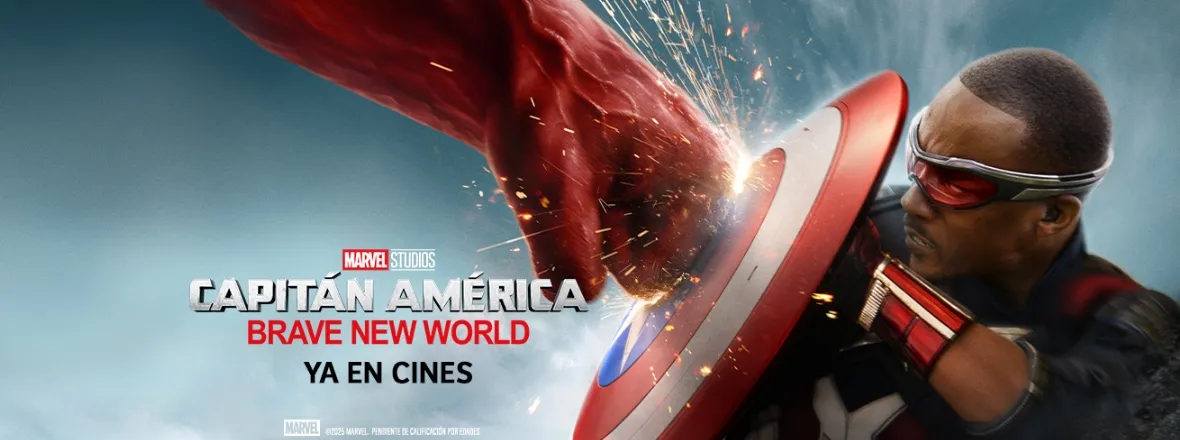 MARVEL STUDIOS
CAPITÁN AMÉRICA
BRAVE NEW WORLD
YA EN CINES
MARVEL ©2025 MARVEL. PENDIENTE DE CALIFICACIÓN POR EDADES